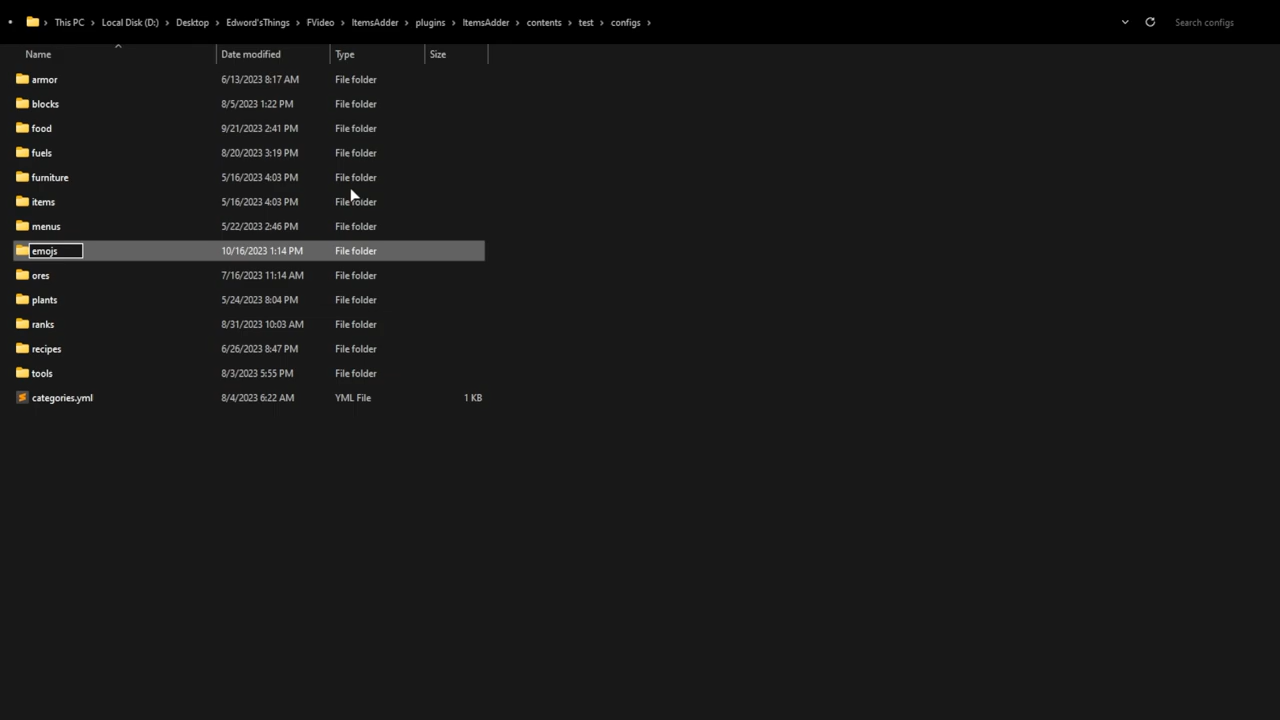 This PC > Local Disk (D:) > Desktop > Edword'sThings > FVideo > ItemsAdder > plugins > ItemsAdder > contents > test > configs > Search configs
Name Date modified Type Size
armor 6/13/2023 8:17 AM File folder
blocks 8/5/2023 1:22 PM File folder
food 9/21/2023 2:41 PM File folder
fuels 8/20/2023 3:19 PM File folder
furniture 5/16/2023 4:03 PM File folder
items 5/16/2023 4:03 PM File folder
menus 5/22/2023 2:46 PM File folder
emojs 10/16/2023 1:14 PM File folder
ores 7/16/2023 11:14 AM File folder
plants 5/24/2023 8:04 PM File folder
ranks 8/31/2023 10:03 AM File folder
recipes 6/26/2023 8:47 PM File folder
tools 8/3/2023 5:55 PM File folder
categories.yml 8/4/2023 6:22 AM YML File 1 KB